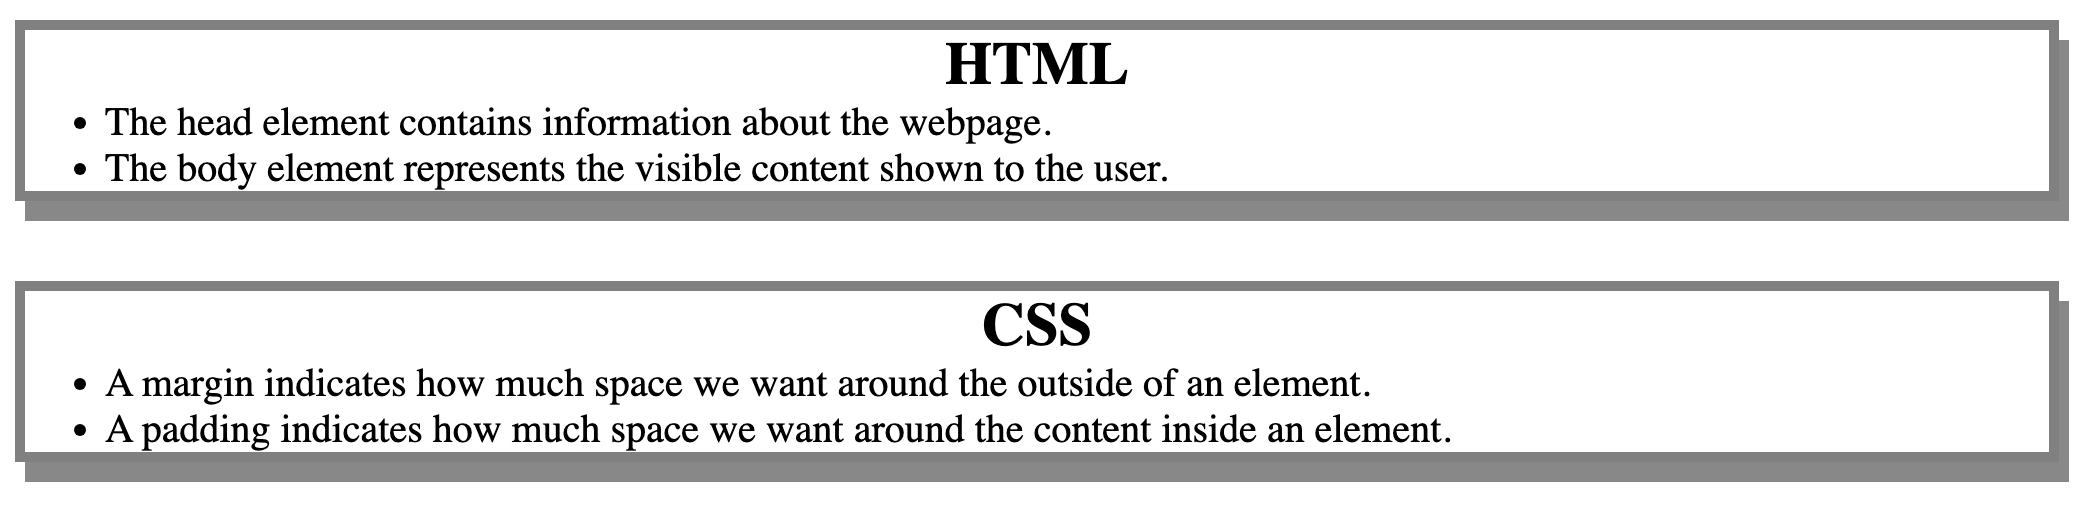 HTML
• The head element contains information about the webpage.
• The body element represents the visible content shown to the user.
CSS
• A margin indicates how much space we want around the outside of an element.
• A padding indicates how much space we want around the content inside an element.